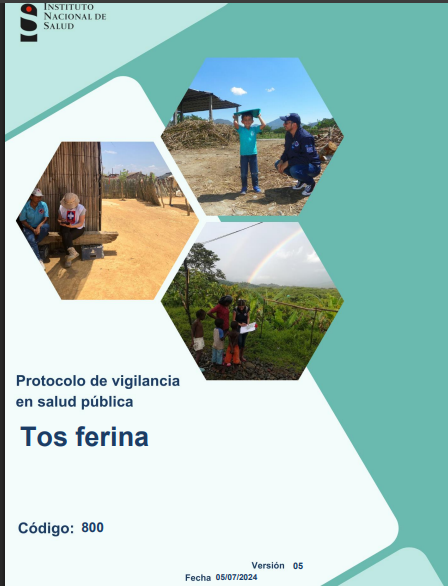 INSTITUTO
NACIONAL DE
SALUD
Protocolo de vigilancia
en salud pública
Tos ferina
Código: 800
Versión 05
Fecha 05/07/2024